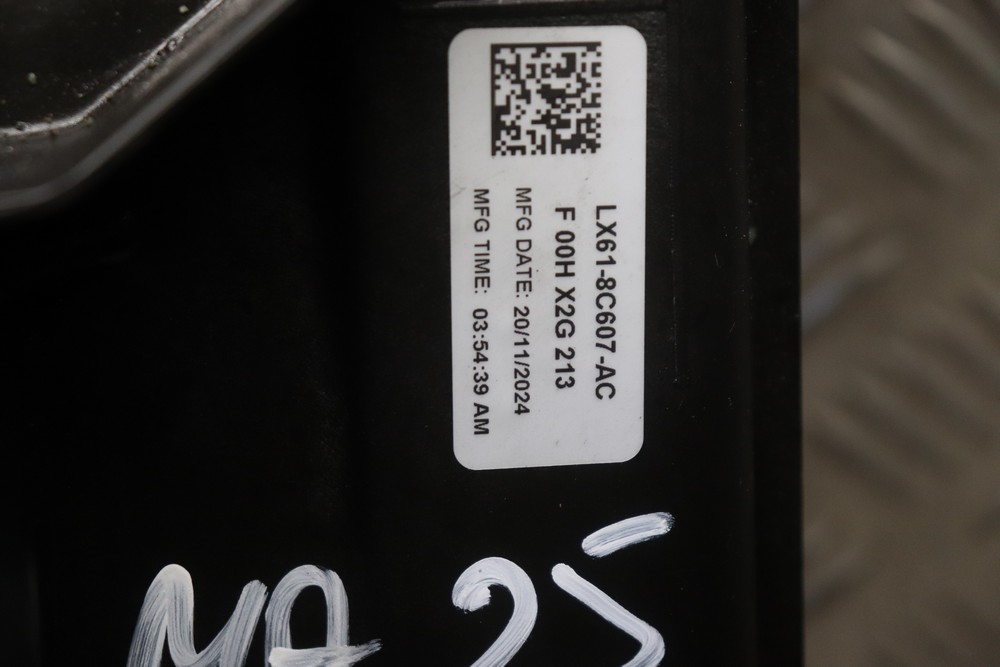 LX61-8C607-AC
F 00H X2G 213
MFG DATE: 20/11/2024
MFG TIME: 03:54:39 AM